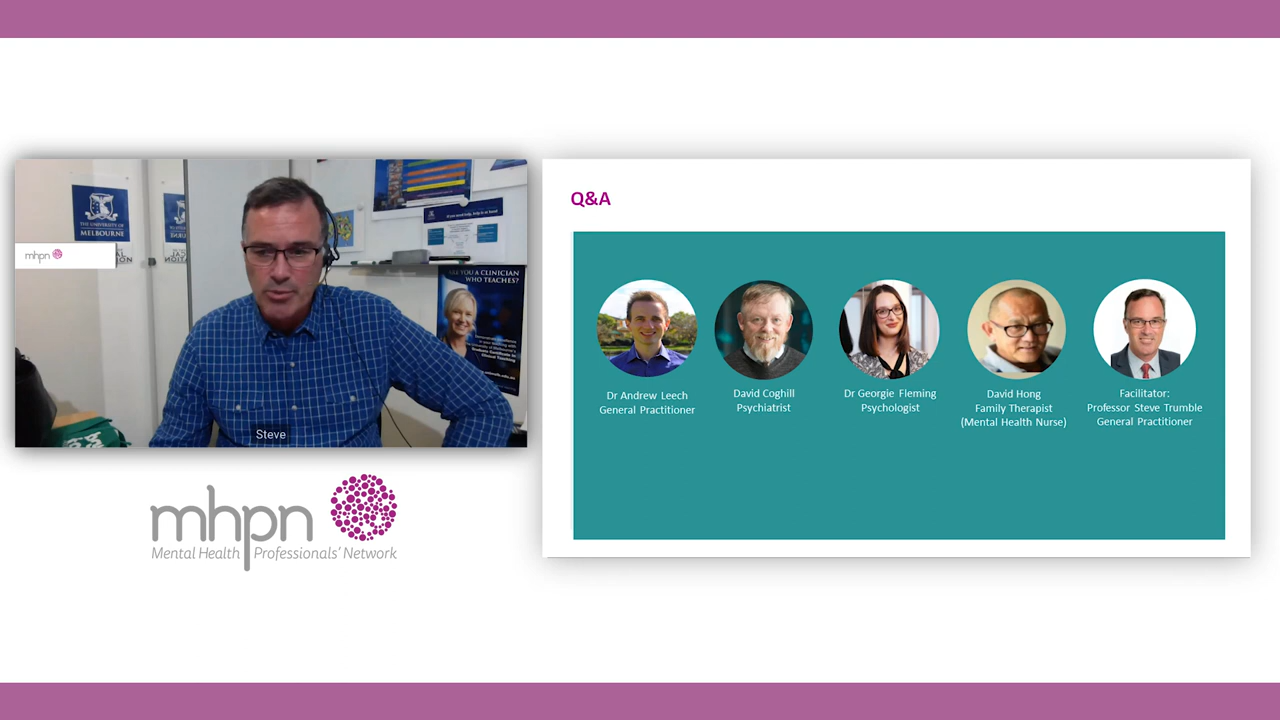 THE UNIVERSITY OF
MELBOURNE
mhpn
ARE YOU A CLINICIAN
WHO TEACHES?
Steve
mhpn
Mental Health Professionals' Network
Q&A
Dr Andrew Leech
General Practitioner
David Coghill
Psychiatrist
Dr Georgie Fleming
Psychologist
David Hong
Family Therapist
(Mental Health Nurse)
Facilitator:
Professor Steve Trumble
General Practitioner